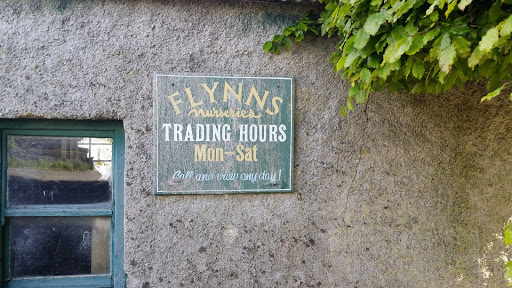 FLYNNS
nurseries
TRADING HOURS
Mon-Sat
Call and view any day!